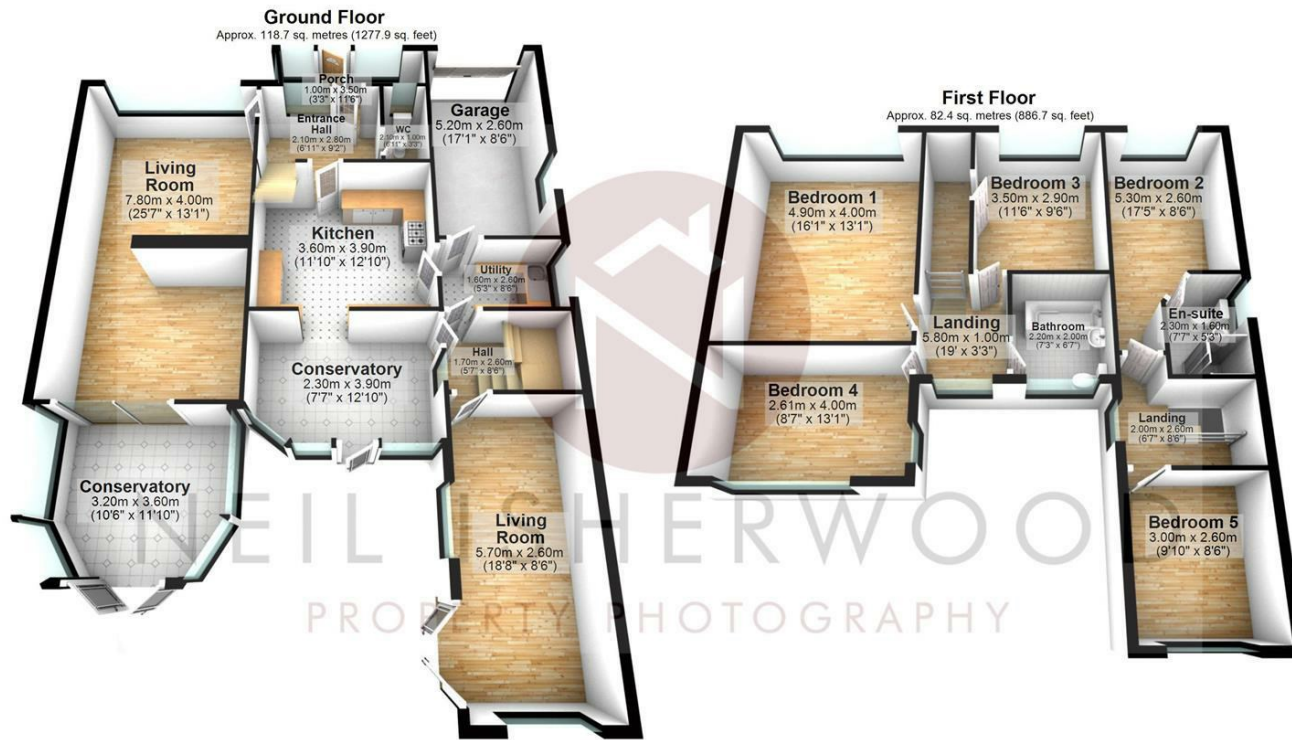 Ground Floor
Approx. 118.7 sq. metres (1277.9 sq. feet)
Porch
1.00m x 3.50m
(3'3" x 11'6")
Entrance
Hall
2.10m x 2.80m
(6'11" x 9'2")
WC
2.10m x 1.00m
(6'11" x 3'3")
Garage
5.20m x 2.60m
(17'1" x 8'6")
Living
Room
7.80m x 4.00m
(25'7" x 13'1")
Kitchen
3.60m x 3.90m
(11'10" x 12'10")
Utility
1.60m x 2.60m
(5'3" x 8'6")
Hall
1.70m x 2.60m
(5'7" x 8'6")
Conservatory
2.30m x 3.90m
(7'7" x 12'10")
Conservatory
3.20m x 3.60m
(10'6" x 11'10")
Living
Room
5.70m x 2.60m
(18'8" x 8'6")
First Floor
Approx. 82.4 sq. metres (886.7 sq. feet)
Bedroom 1
4.90m x 4.00m
(16'1" x 13'1")
Bedroom 3
3.50m x 2.90m
(11'6" x 9'6")
Bedroom 2
5.30m x 2.60m
(17'5" x 8'6")
Landing
5.80m x 1.00m
(19' x 3'3")
Bathroom
2.20m x 2.00m
(7'3" x 6'7")
En-suite
2.30m x 1.60m
(7'7" x 5'3")
Bedroom 4
2.61m x 4.00m
(8'7" x 13'1")
Landing
2.00m x 2.60m
(6'7" x 8'6")
Bedroom 5
3.00m x 2.60m
(9'10" x 8'6")
NEIL ISHERWOOD
PROPERTY PHOTOGRAPHY